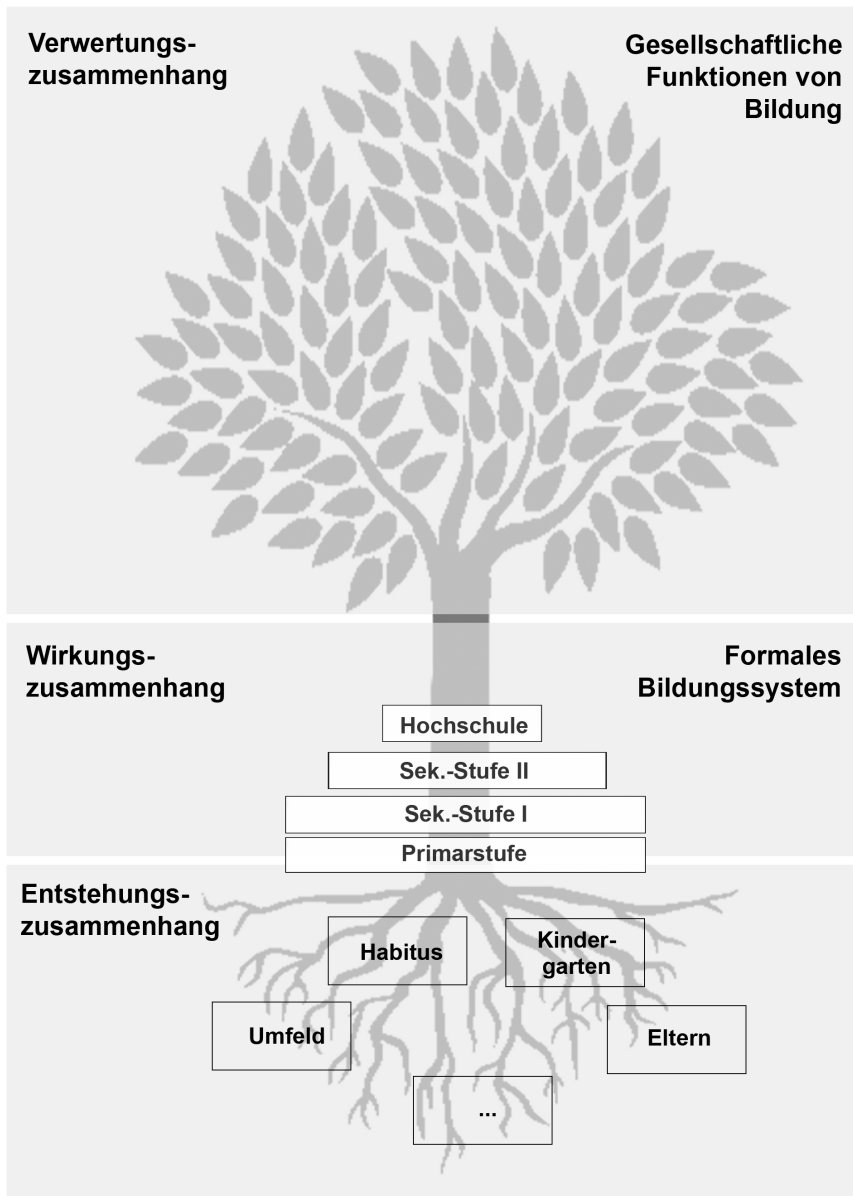 Verwertungs-
zusammenhang
Gesellschaftliche
Funktionen von
Bildung
Wirkungs-
zusammenhang
Formales
Bildungssystem
Hochschule
Sek.-Stufe II
Sek.-Stufe I
Primarstufe
Entstehungs-
zusammenhang
Habitus
Kinder-
garten
Umfeld
Eltern
...